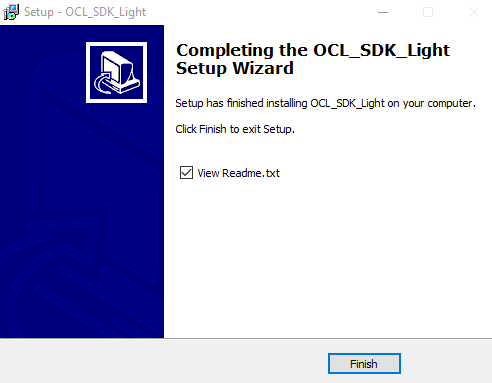 Setup - OCL_SDK_Light
Completing the OCL_SDK_Light
Setup Wizard
Setup has finished installing OCL_SDK_Light on your computer.
Click Finish to exit Setup.
View Readme.txt
Finish